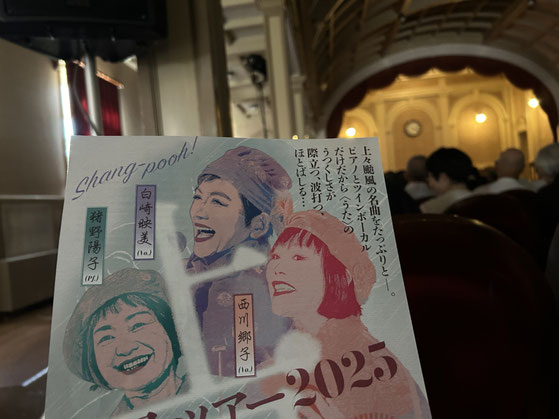 Shang-pooh!
上々颱風の名曲をたっぷりと―。
ピアノとツインボーカル
だけだから〈うた〉の
うつくしさが
際立つ、波打つ、
ほとばしる…
白崎映美
(Vo.)
猪野陽子
(Pf.)
西川郷子
(Vo.)
ツアー2025